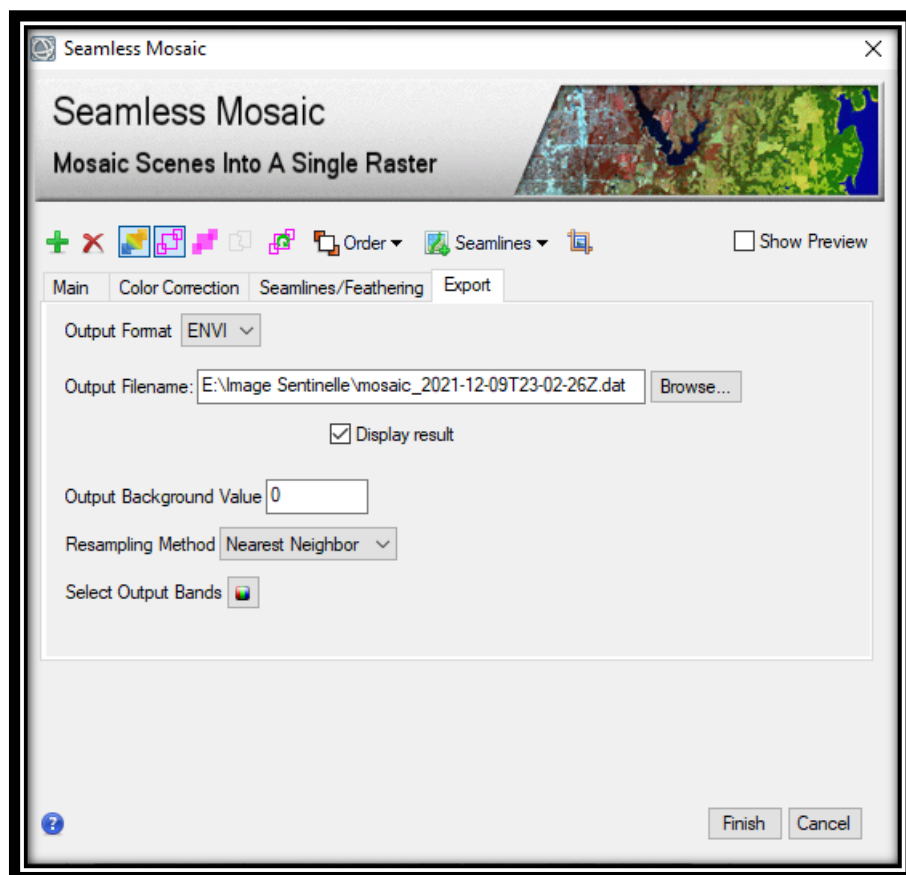 Seamless Mosaic
Seamless Mosaic
Mosaic Scenes Into A Single Raster
Order Seamlines Show Preview
Main Color Correction Seamlines/Feathering Export
Output Format ENVI
Output Filename: E:\Image Sentinelle\mosaic_2021-12-09T23-02-26Z.dat Browse...
Display result
Output Background Value 0
Resampling Method Nearest Neighbor
Select Output Bands
? Finish Cancel